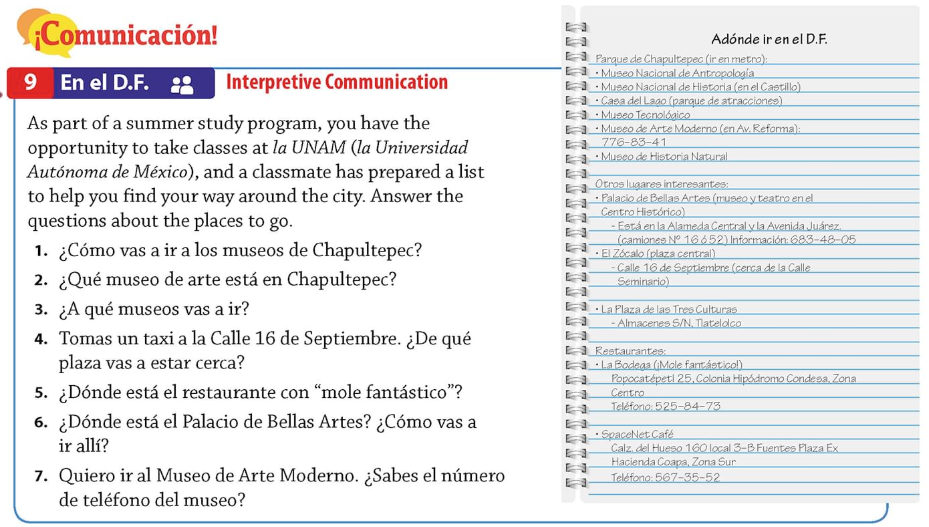 ¡Comunicación!
9 En el D.F. Interpretive Communication
As part of a summer study program, you have the
opportunity to take classes at la UNAM (la Universidad
Autónoma de México), and a classmate has prepared a list
to help you find your way around the city. Answer the
questions about the places to go.
1. ¿Cómo vas a ir a los museos de Chapultepec?
2. ¿Qué museo de arte está en Chapultepec?
3. ¿A qué museos vas a ir?
4. Tomas un taxi a la Calle 16 de Septiembre. ¿De qué
plaza vas a estar cerca?
5. ¿Dónde está el restaurante con “mole fantástico”?
6. ¿Dónde está el Palacio de Bellas Artes? ¿Cómo vas a
ir allí?
7. Quiero ir al Museo de Arte Moderno. ¿Sabes el número
de teléfono del museo?
Adónde ir en el D.F.
Parque de Chapultepec (ir en metro):
• Museo Nacional de Antropología
• Museo Nacional de Historia (en el Castillo)
• Casa del Lago (parque de atracciones)
• Museo Tecnológico
• Museo de Arte Moderno (en Av. Reforma):
776-83-41
• Museo de Historia Natural
Otros lugares interesantes:
• Palacio de Bellas Artes (museo y teatro en el
Centro Histórico)
- Está en la Alameda Central y la Avenida Juárez.
(camiones Nº 16 ó 52) Información: 683-48-05
• El Zócalo (plaza central)
- Calle 16 de Septiembre (cerca de la Calle
Seminario)
• La Plaza de las Tres Culturas
- Almacenes S/N, Tlatelolco
Restaurantes:
• La Bodega (¡Mole fantástico!)
Popocatépetl 25, Colonia Hipódromo Condesa, Zona
Centro
Teléfono: 525-84-73
• SpaceNet Café
Calz. del Hueso 160 local 3-B Fuentes Plaza Ex
Hacienda Coapa, Zona Sur
Teléfono: 567-35-52